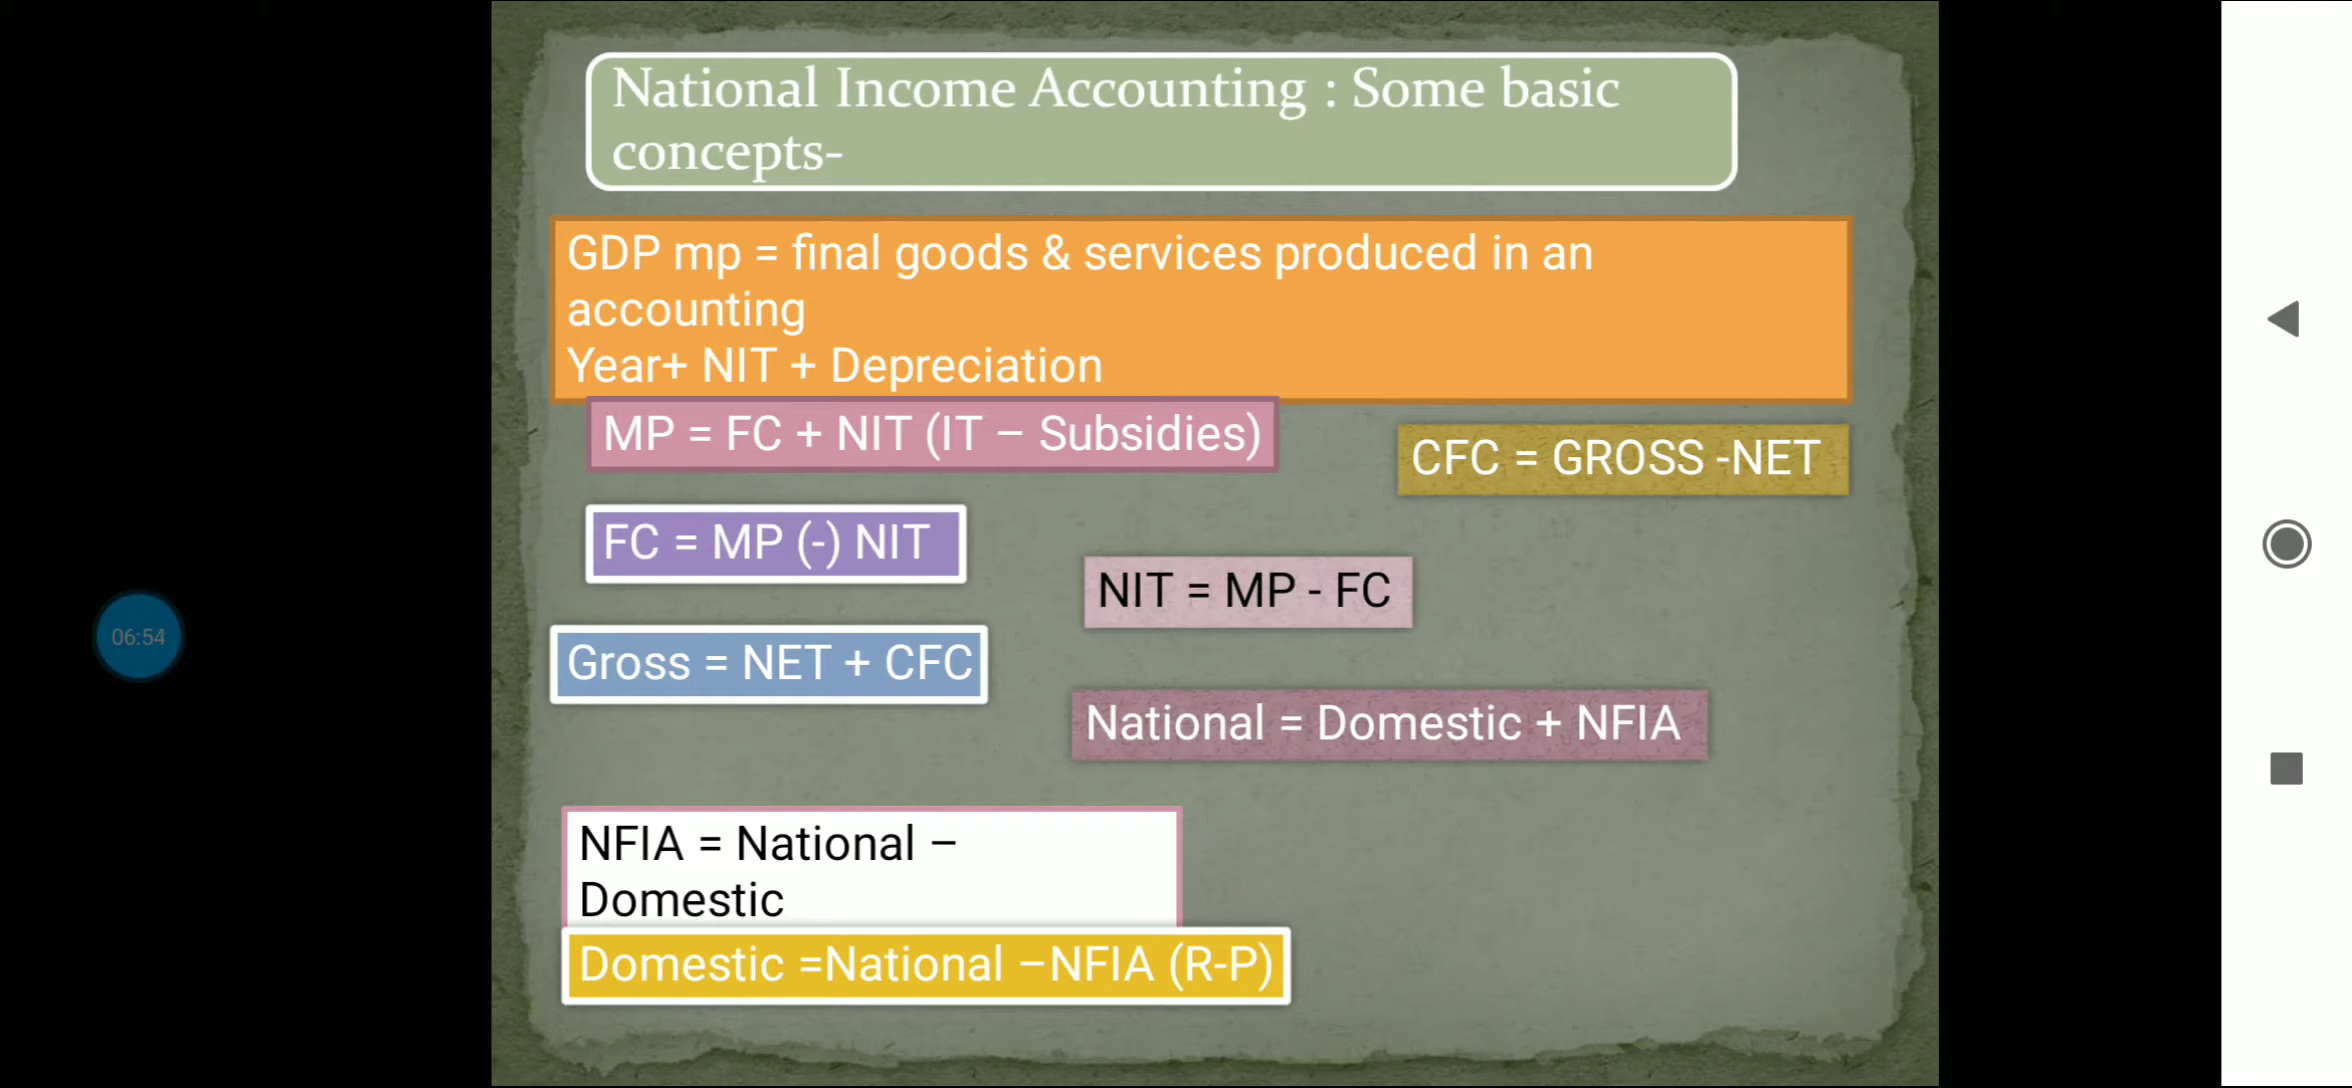 National Income Accounting : Some basic
concepts-
GDP mp = final goods & services produced in an
accounting
Year+ NIT + Depreciation
MP = FC + NIT (IT – Subsidies)
CFC = GROSS -NET
FC = MP (-) NIT
NIT = MP - FC
06:54
Gross = NET + CFC
National = Domestic + NFIA
NFIA = National –
Domestic
Domestic =National –NFIA (R-P)